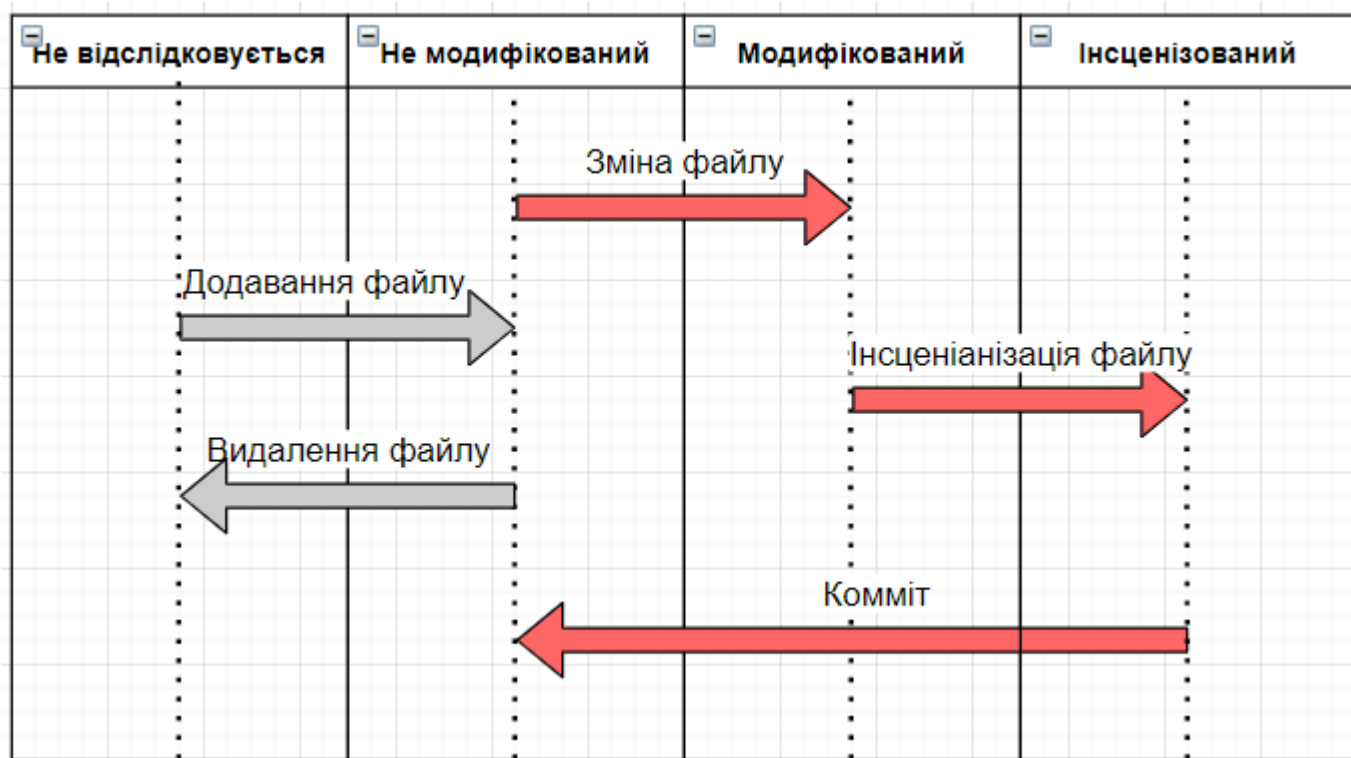 Не відслідковується
Не модифікований
Модифікований
Інсценізований
Зміна файлу
Додавання файлу
Інсценіанізація файлу
Видалення файлу
Комміт